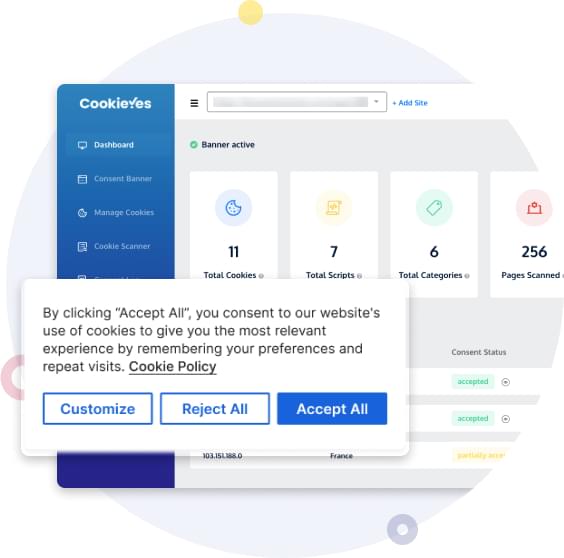 CookieYes
+ Add Site
Dashboard
Banner active
Consent Banner
Manage Cookies
Cookie Scanner
11
7
6
256
Total Cookies
Total Scripts
Total Categories
Pages Scanned
By clicking “Accept All”, you consent to our website's
use of cookies to give you the most relevant
experience by remembering your preferences and
repeat visits. Cookie Policy
Customize
Reject All
Accept All
Consent Status
accepted
accepted
103.151.188.0
France
partially